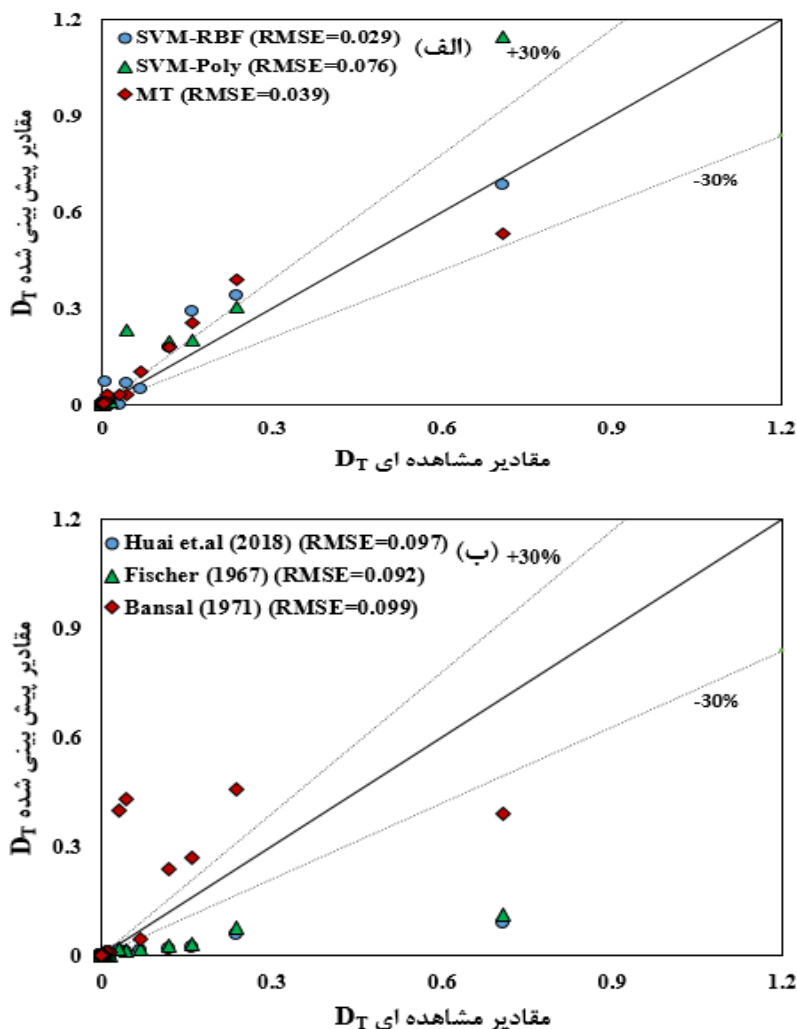 1.2
0.9
0.6
0.3
0
SVM-RBF (RMSE=0.029)
SVM-Poly (RMSE=0.076)
MT (RMSE=0.039)
(الف)
+30%
-30%
مقادیر پیش بینی شده DT
0 0.3 0.6 0.9 1.2
مقادیر مشاهده ای DT
1.2
0.9
0.6
0.3
0
Huai et.al (2018) (RMSE=0.097)
Fischer (1967) (RMSE=0.092)
Bansal (1971) (RMSE=0.099)
(ب)
+30%
-30%
مقادیر پیش بینی شده DT
0 0.3 0.6 0.9 1.2
مقادیر مشاهده ای DT